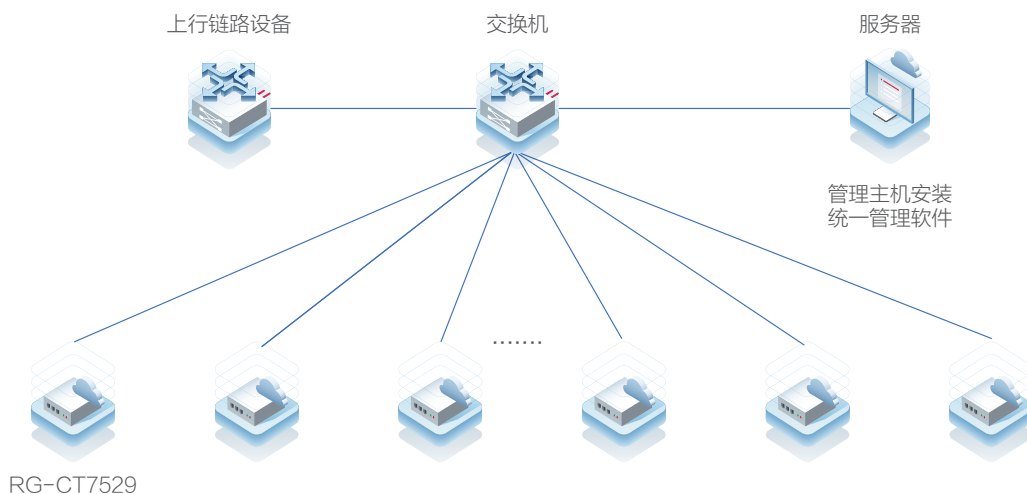 上行链路设备
交换机
服务器
管理主机安装
统一管理软件
.......
RG-CT7529